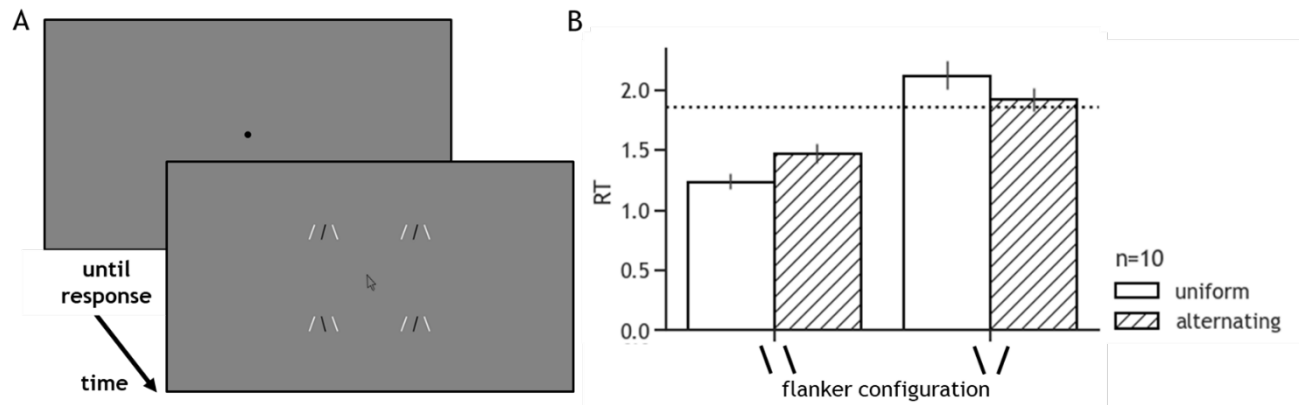 A
until
response
time
B
RT
2.0
1.5
1.0
0.5
0.0
n=10
uniform
alternating
flanker configuration